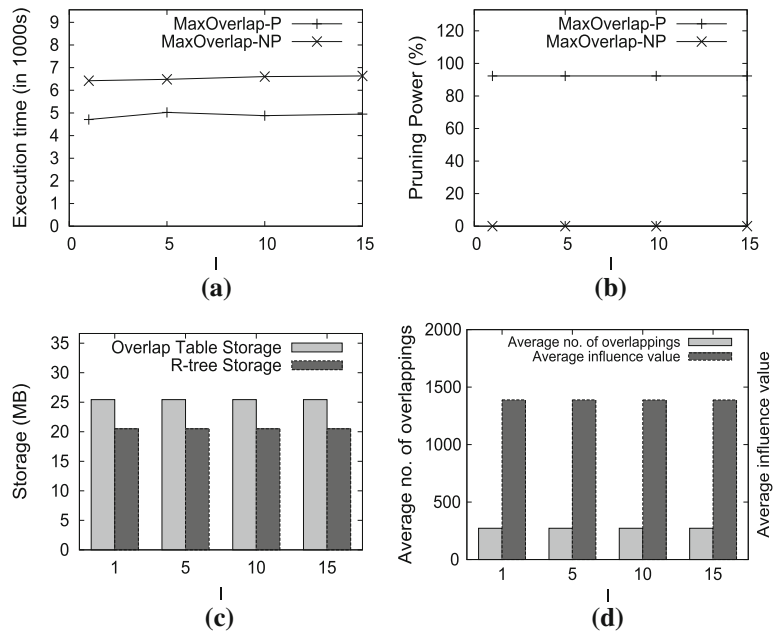 MaxOverlap-P
MaxOverlap-NP
Execution time (in 1000s)
9
8
7
6
5
4
3
2
1
0
0 5 10 15
l
(a)
MaxOverlap-P
MaxOverlap-NP
Pruning Power (%)
120
100
80
60
40
20
0
0 5 10 15
l
(b)
Overlap Table Storage
R-tree Storage
Storage (MB)
35
30
25
20
15
10
5
0
1 5 10 15
l
(c)
Average no. of overlappings
Average influence value
Average no. of overlappings
2000
1500
1000
500
0
1 5 10 15
l
Average influence value
(d)